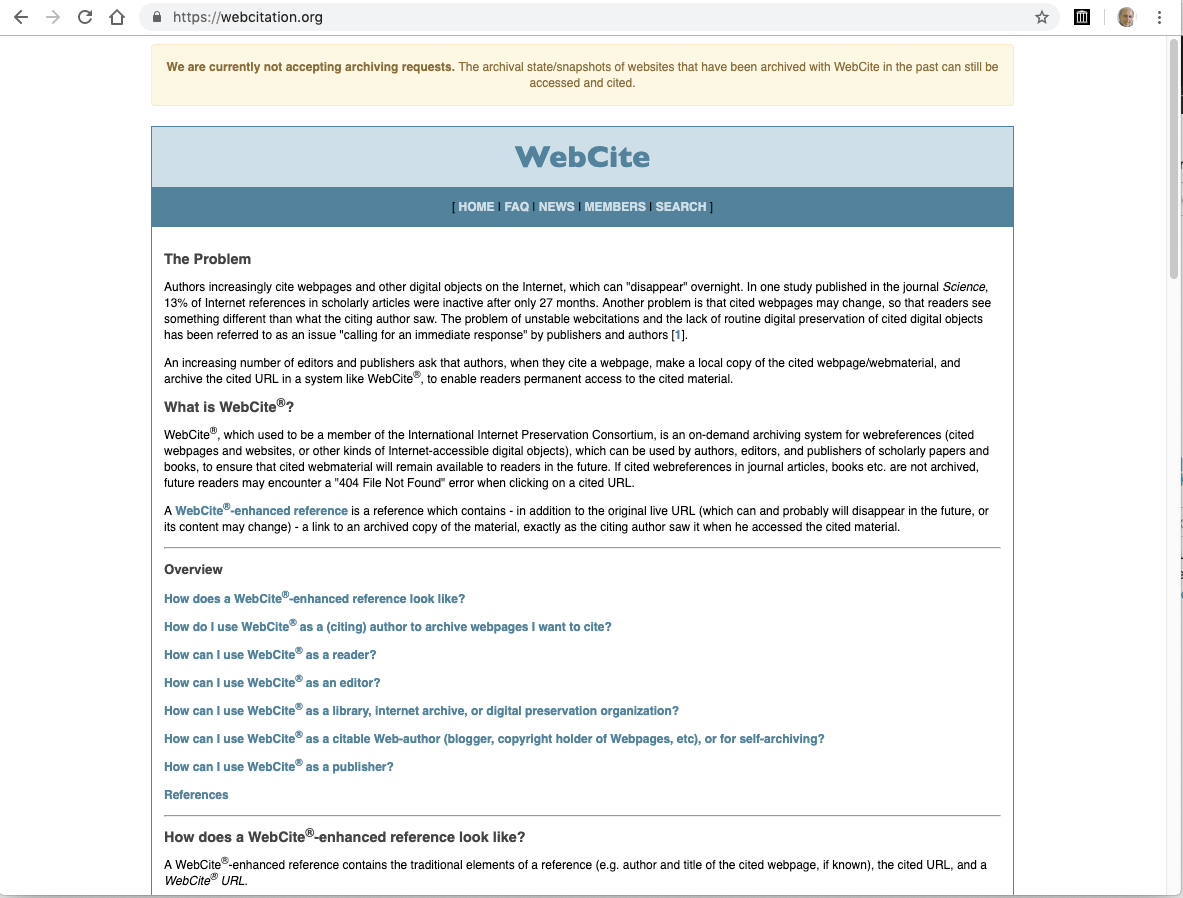 https://webcitation.org
We are currently not accepting archiving requests. The archival state/snapshots of websites that have been archived with WebCite in the past can still be
accessed and cited.
WebCite
[ HOME | FAQ | NEWS | MEMBERS | SEARCH ]
The Problem
Authors increasingly cite webpages and other digital objects on the Internet, which can "disappear" overnight. In one study published in the journal Science,
13% of Internet references in scholarly articles were inactive after only 27 months. Another problem is that cited webpages may change, so that readers see
something different than what the citing author saw. The problem of unstable webcitations and the lack of routine digital preservation of cited digital objects
has been referred to as an issue "calling for an immediate response" by publishers and authors [1].
An increasing number of editors and publishers ask that authors, when they cite a webpage, make a local copy of the cited webpage/webmaterial, and
archive the cited URL in a system like WebCite®, to enable readers permanent access to the cited material.
What is WebCite®?
WebCite®, which used to be a member of the International Internet Preservation Consortium, is an on-demand archiving system for webreferences (cited
webpages and websites, or other kinds of Internet-accessible digital objects), which can be used by authors, editors, and publishers of scholarly papers and
books, to ensure that cited webmaterial will remain available to readers in the future. If cited webreferences in journal articles, books etc. are not archived,
future readers may encounter a "404 File Not Found" error when clicking on a cited URL.
A WebCite®-enhanced reference is a reference which contains - in addition to the original live URL (which can and probably will disappear in the future, or
its content may change) - a link to an archived copy of the material, exactly as the citing author saw it when he accessed the cited material.
Overview
How does a WebCite®-enhanced reference look like?
How do I use WebCite® as a (citing) author to archive webpages I want to cite?
How can I use WebCite® as a reader?
How can I use WebCite® as an editor?
How can I use WebCite® as a library, internet archive, or digital preservation organization?
How can I use WebCite® as a citable Web-author (blogger, copyright holder of Webpages, etc), or for self-archiving?
How can I use WebCite® as a publisher?
References
How does a WebCite®-enhanced reference look like?
A WebCite®-enhanced reference contains the traditional elements of a reference (e.g. author and title of the cited webpage, if known), the cited URL, and a
WebCite® URL.